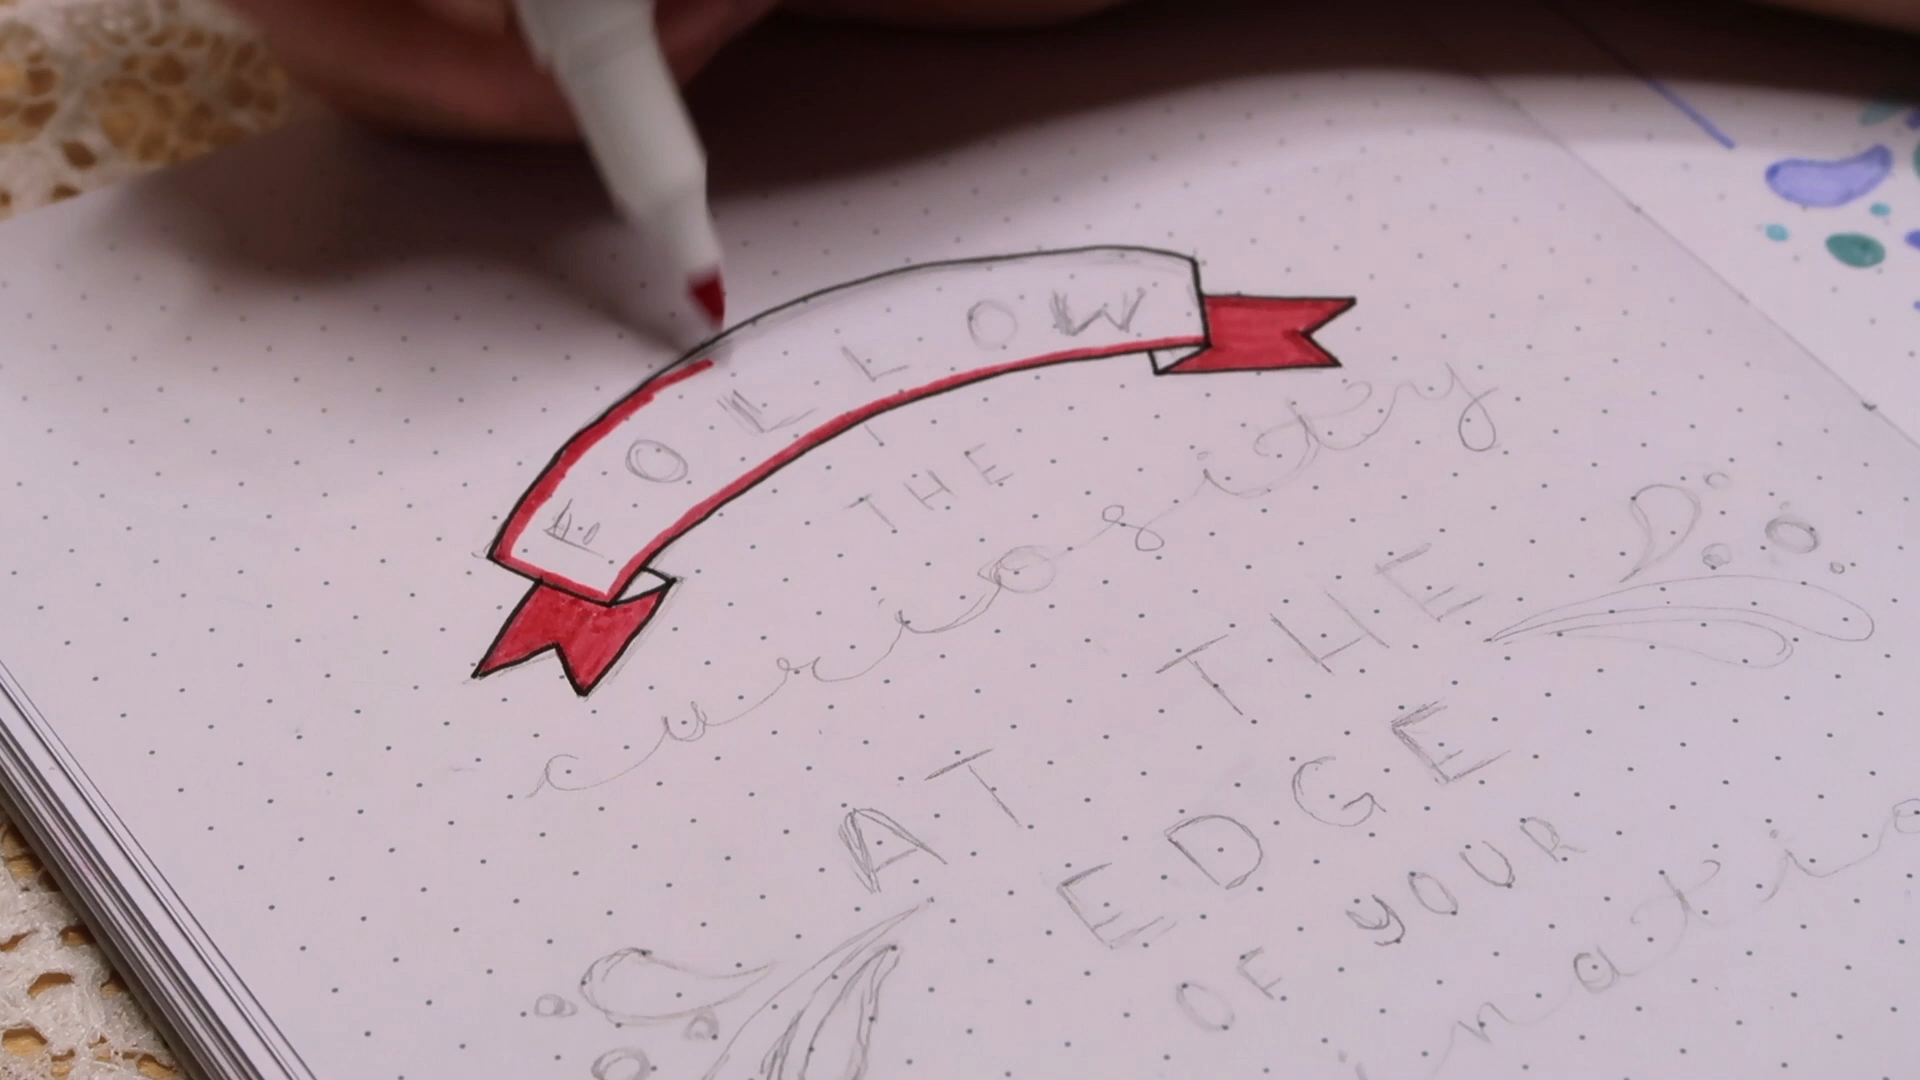 FOLLOW
THE
curiosity
AT THE
EDGE
OF YOUR